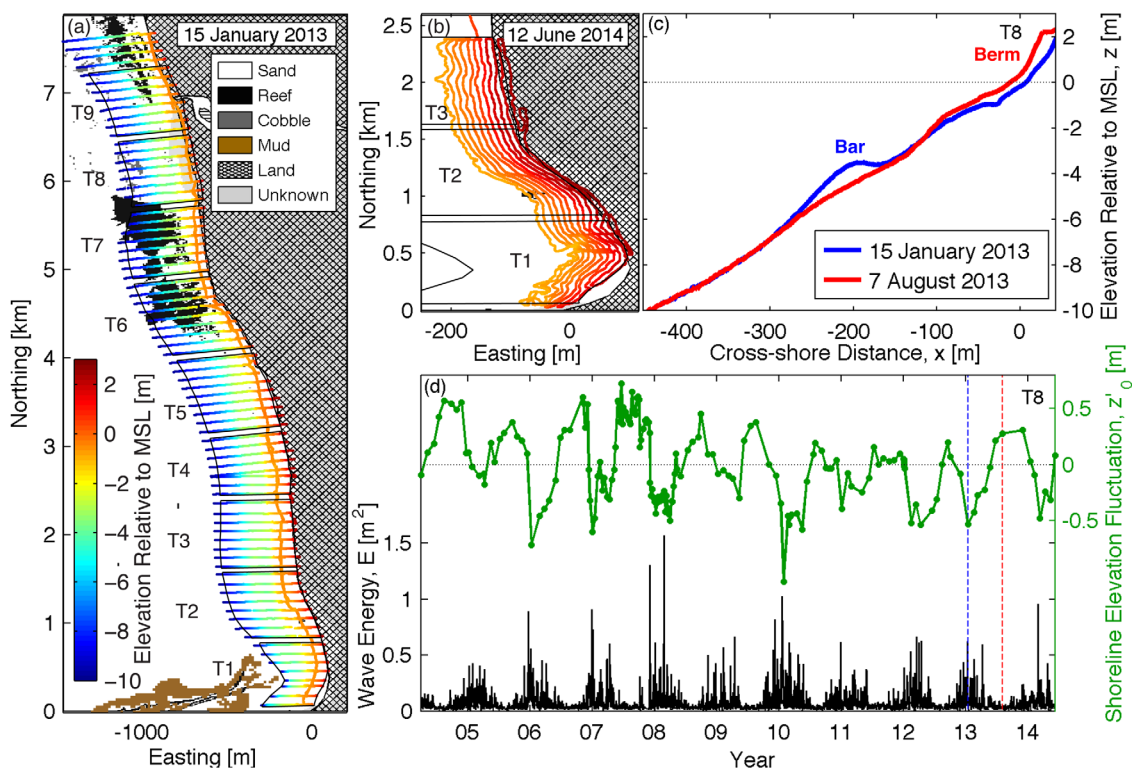 (a)
15 January 2013
Sand
Reef
Cobble
Mud
Land
Unknown
T9
T8
T7
T6
T5
T4
T3
T2
T1
7
6
5
4
3
2
1
0
Northing [km]
2
0
-2
-4
-6
-8
-10
Elevation Relative to MSL [m]
-1000
0
Easting [m]
(b)
12 June 2014
2.5
2
1.5
1
0.5
0
Northing [km]
T3
T2
T1
-200
0
Easting [m]
(c)
T8
Berm
Bar
15 January 2013
7 August 2013
2
0
-2
-4
-6
-8
-10
Elevation Relative to MSL, z [m]
-400
-300
-200
-100
0
Cross-shore Distance, x [m]
(d)
T8
0.5
0
-0.5
Shoreline Elevation Fluctuation, z'0 [m]
1.5
1
0.5
0
Wave Energy, E [m²]
05
06
07
08
09
10
11
12
13
14
Year